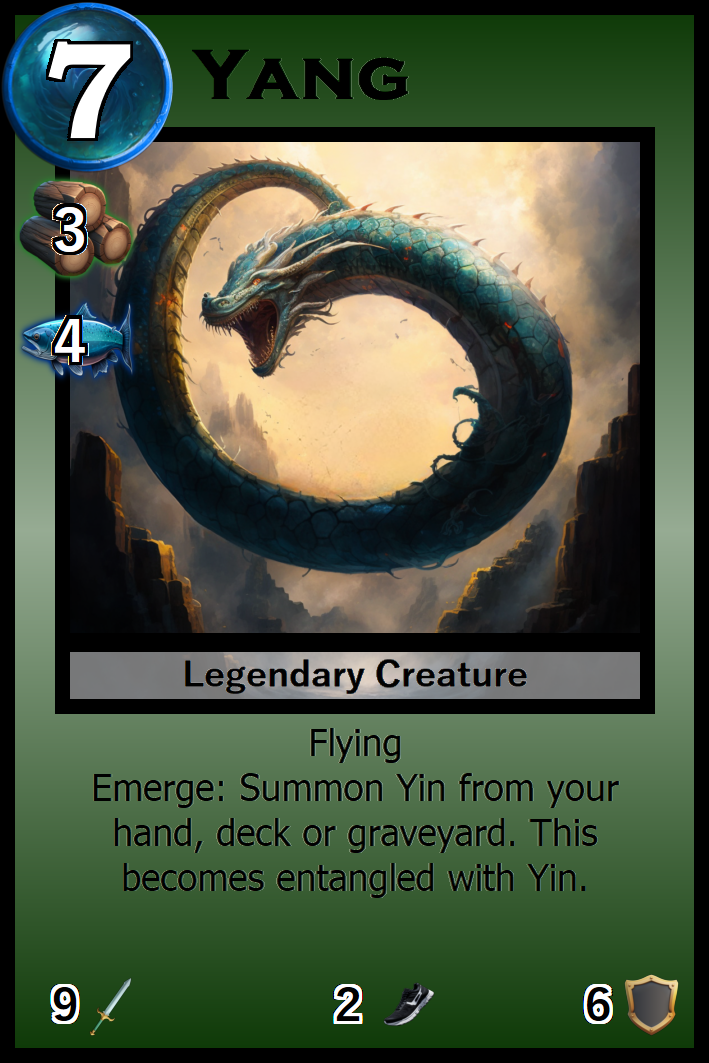 7
Yang
3
4
Legendary Creature
Flying
Emerge: Summon Yin from your
hand, deck or graveyard. This
becomes entangled with Yin.
9
2
6